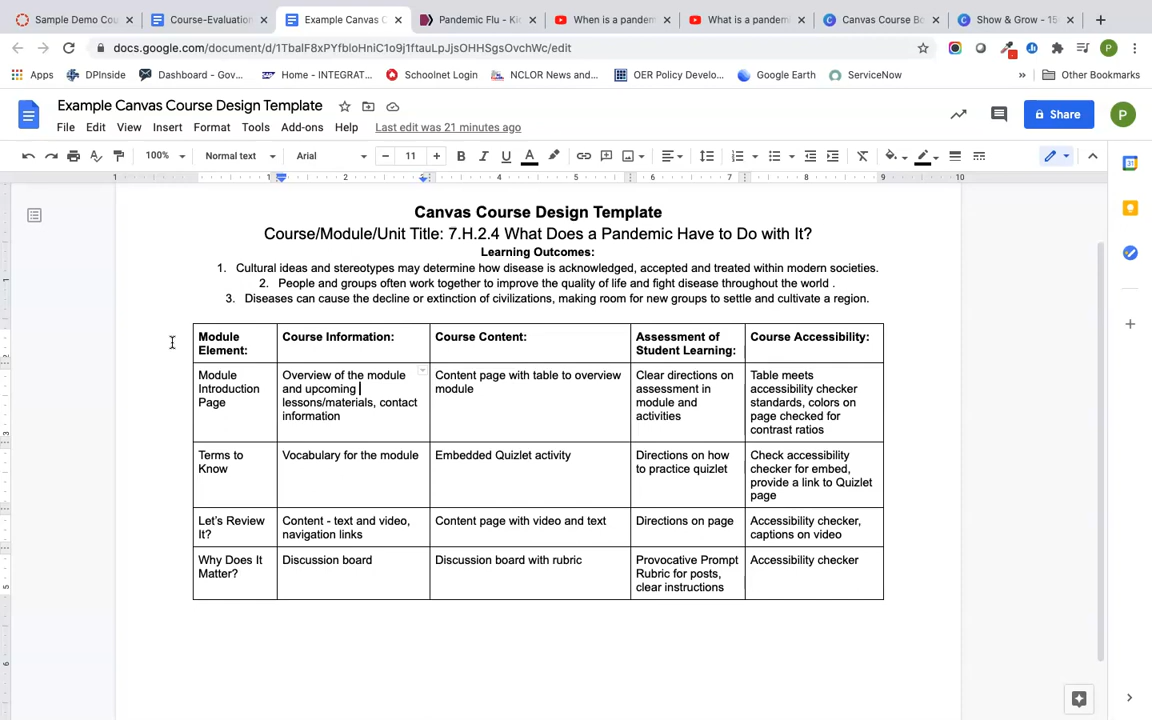 Sample Demo Cou
Course-Evaluation
Example Canvas C
Pandemic Flu - Ki
When is a pandem
What is a pandem
Canvas Course Bo
Show & Grow - 15
docs.google.com/document/d/1TbaIF8xPYfbloHniC1o9j1ftauLpJjsOHHSgsOvchWc/edit
P
Apps
DPInside
Dashboard - Gov...
Home - INTEGRAT...
Schoolnet Login
NCLOR News and...
OER Policy Develo...
Google Earth
ServiceNow
»
Other Bookmarks
Example Canvas Course Design Template
File Edit View Insert Format Tools Add-ons Help Last edit was 21 minutes ago
Share
P
100% Normal text Arial 11 B I U A
1 1 2 3 4 5 6 7 8 9 10
Canvas Course Design Template
Course/Module/Unit Title: 7.H.2.4 What Does a Pandemic Have to Do with It?
Learning Outcomes:
1. Cultural ideas and stereotypes may determine how disease is acknowledged, accepted and treated within modern societies.
2. People and groups often work together to improve the quality of life and fight disease throughout the world .
3. Diseases can cause the decline or extinction of civilizations, making room for new groups to settle and cultivate a region.
Module
Element:
Course Information:
Course Content:
Assessment of
Student Learning:
Course Accessibility:
Module
Introduction
Page
Overview of the module
and upcoming
lessons/materials, contact
information
Content page with table to overview
module
Clear directions on
assessment in
module and
activities
Table meets
accessibility checker
standards, colors on
page checked for
contrast ratios
Terms to
Know
Vocabulary for the module
Embedded Quizlet activity
Directions on how
to practice quizlet
Check accessibility
checker for embed,
provide a link to Quizlet
page
Let's Review
It?
Content - text and video,
navigation links
Content page with video and text
Directions on page
Accessibility checker,
captions on video
Why Does It
Matter?
Discussion board
Discussion board with rubric
Provocative Prompt
Rubric for posts,
clear instructions
Accessibility checker